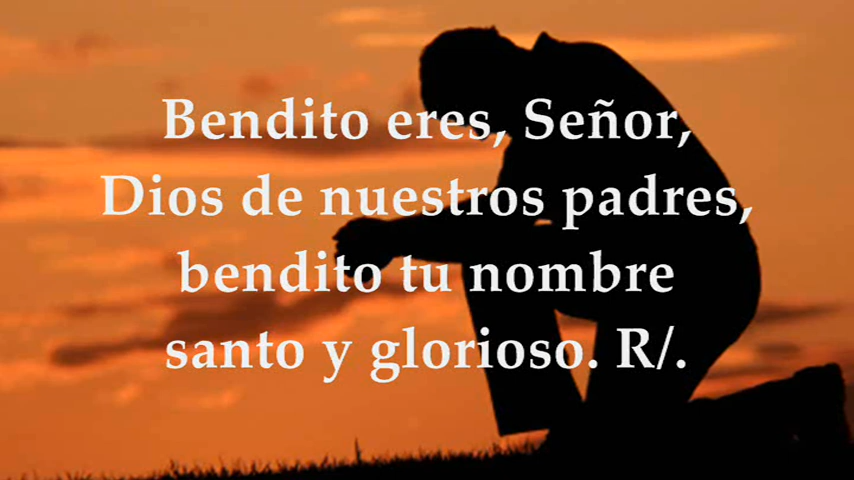 Bendito eres, Señor,
Dios de nuestros padres,
bendito tu nombre
santo y glorioso. R/.